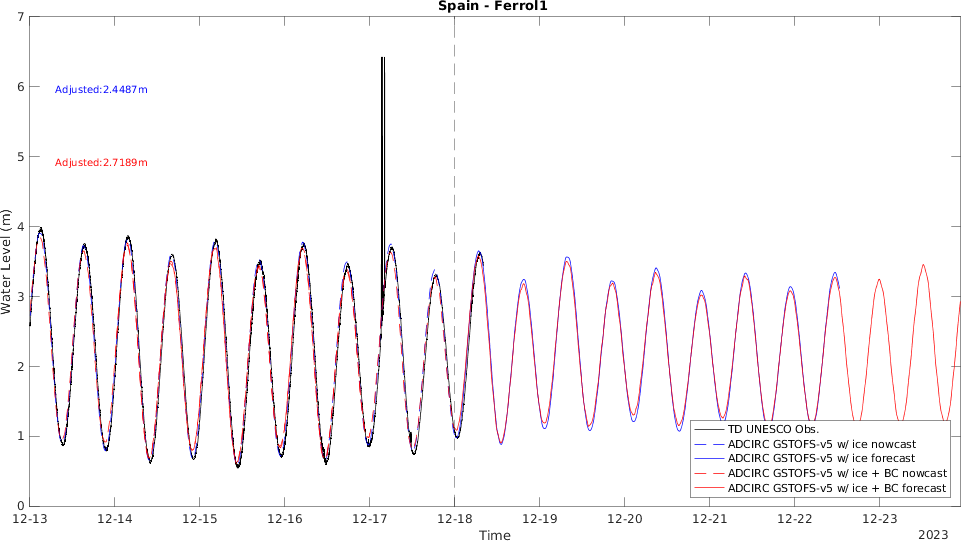 Spain - Ferrol1
7
6
5
4
3
2
1
0
Water Level (m)
Adjusted:2.4487m
Adjusted:2.7189m
TD UNESCO Obs.
ADCIRC GSTOFS-v5 w/ ice nowcast
ADCIRC GSTOFS-v5 w/ ice forecast
ADCIRC GSTOFS-v5 w/ ice + BC nowcast
ADCIRC GSTOFS-v5 w/ ice + BC forecast
12-13 12-14 12-15 12-16 12-17 12-18 12-19 12-20 12-21 12-22 12-23
Time
2023